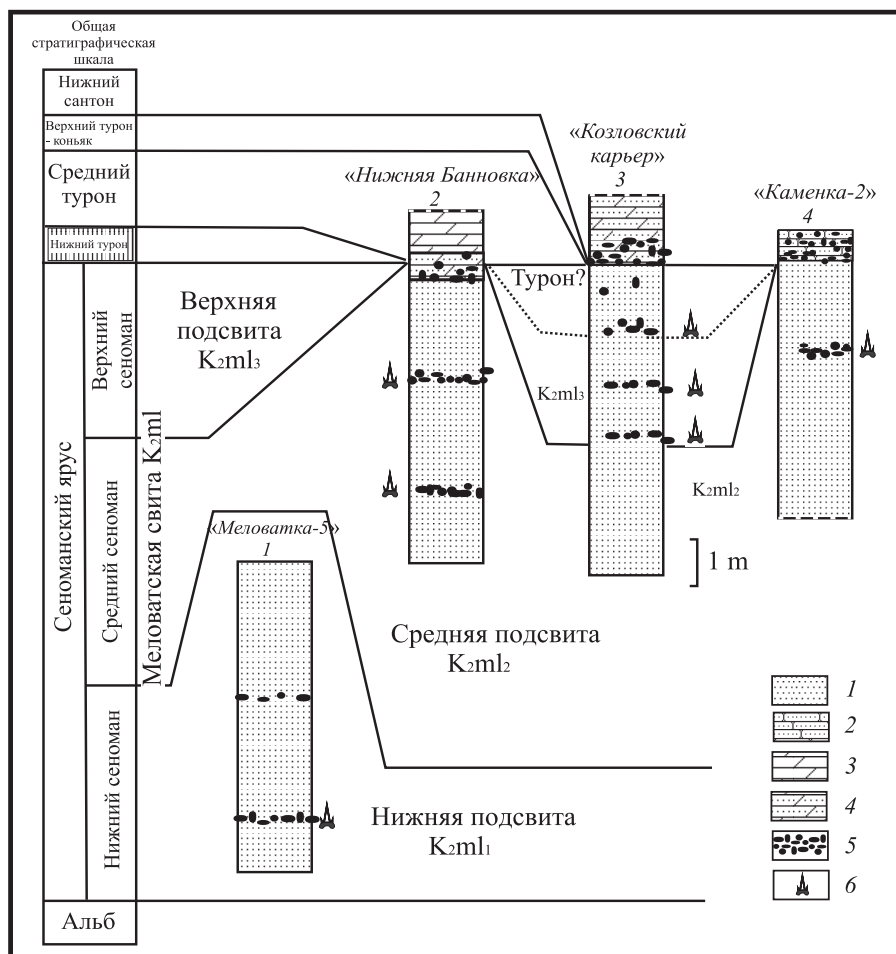 Общая
стратиграфическая
шкала
Нижний
сантон
Верхний турон
- коньяк
Средний
турон
Нижний турон
Сеноманский ярус
Верхний
сеноман
Средний сеноман
Нижний сеноман
Альб
Меловатская свита K₂ml
Верхняя
подсвита
K₂ml₃
«Меловатка-5»
1
«Нижняя Банновка»
2
«Козловский
карьер»
3
«Каменка-2»
4
Турон?
K₂ml₃
K₂ml₂
1 m
Средняя подсвита
K₂ml₂
Нижняя подсвита
K₂ml₁
1
2
3
4
5
6